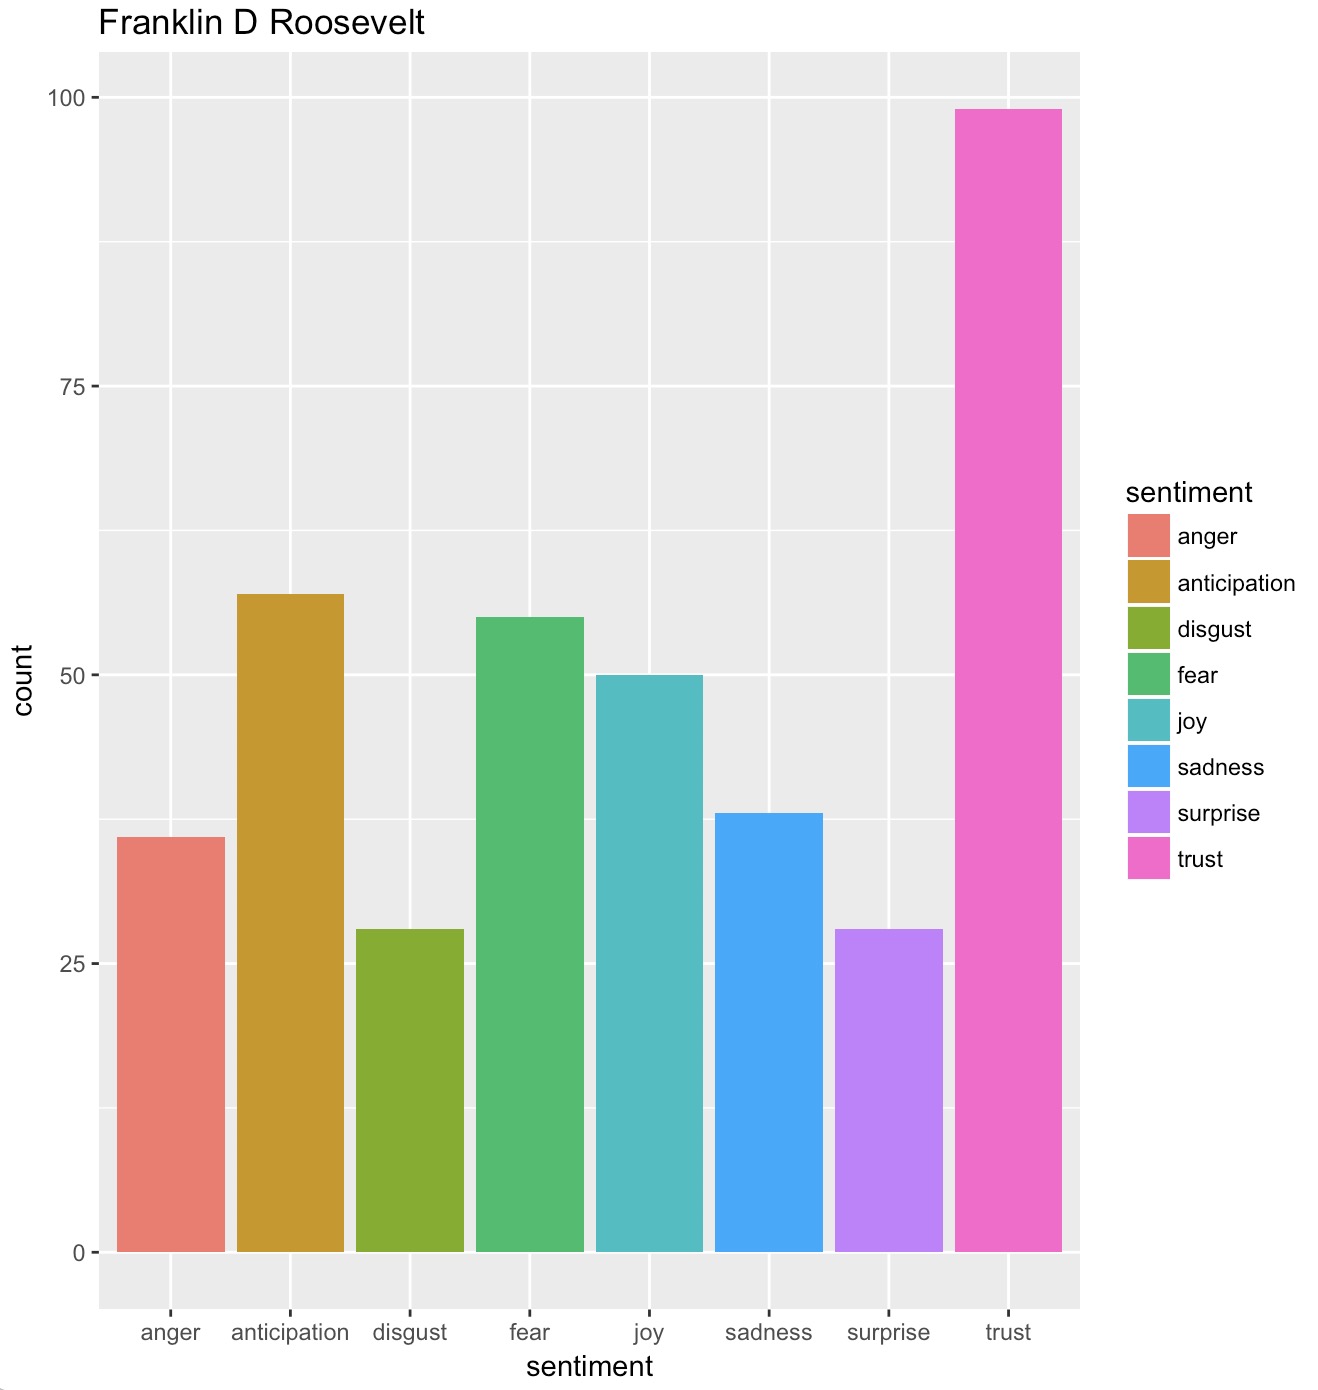 Franklin D Roosevelt
100
75
50
25
0
count
anger anticipation disgust fear joy sadness surprise trust
sentiment
sentiment
anger
anticipation
disgust
fear
joy
sadness
surprise
trust